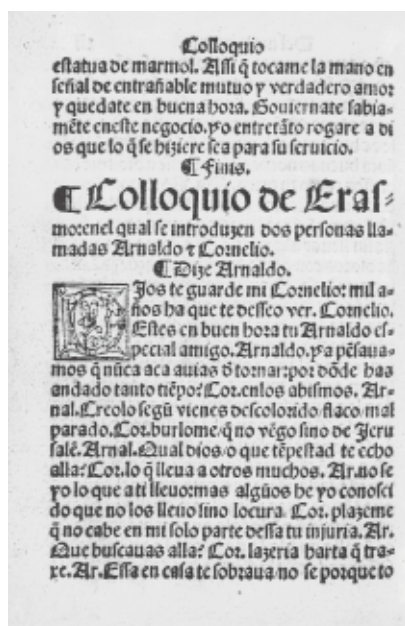 Colloquio
estatua de marmol. Assi q̄ tocame la mano en
señal de entrañable mutuo y verdadero amor
y quedate en buena hora. Gouiernate sabia-
mẽte eneste negocio. yo entretãto rogare a di
os que lo q̄ se hiziere sea para su seruicio.
¶ Finis.
¶ Colloquio de Eras-
mo: enel qual se introduzen dos personas lla-
madas Arnaldo ⁊ Cornelio.
¶ Dize Arnaldo.
DIos te guarde mi Cornelio: mil a-
ños ha que te desseo ver. Cornelio.
Estes en buen hora tu Arnaldo es-
pecial amigo. Arnaldo. ya pẽsaua-
mos q̄ nũca aca auias d̄ tornar: por dõde has
andado tanto tiẽpo? Cor. enlos abismos. Ar-
nal. Creolo segũ vienes descolorido flaco/mal
parado. Cor. burlome/q̄ no vẽgo sino de Jeru
salẽ. Arnal. Qual dios/o que tẽpestad te echo
alla? Cor. lo q̄ lleua a otros muchos. Ar. no se
yo lo que a ti lleuo: mas algũos he yo conosci
do que no los lleuo sino locura. Cor. plazeme
q̄ no cabe en mi solo parte dessa tu injuria. Ar.
Que buscauas alla? Cor. lazeria harta q̄ tra-
xe. Ar. Essa en casa te sobraua/no se porque to